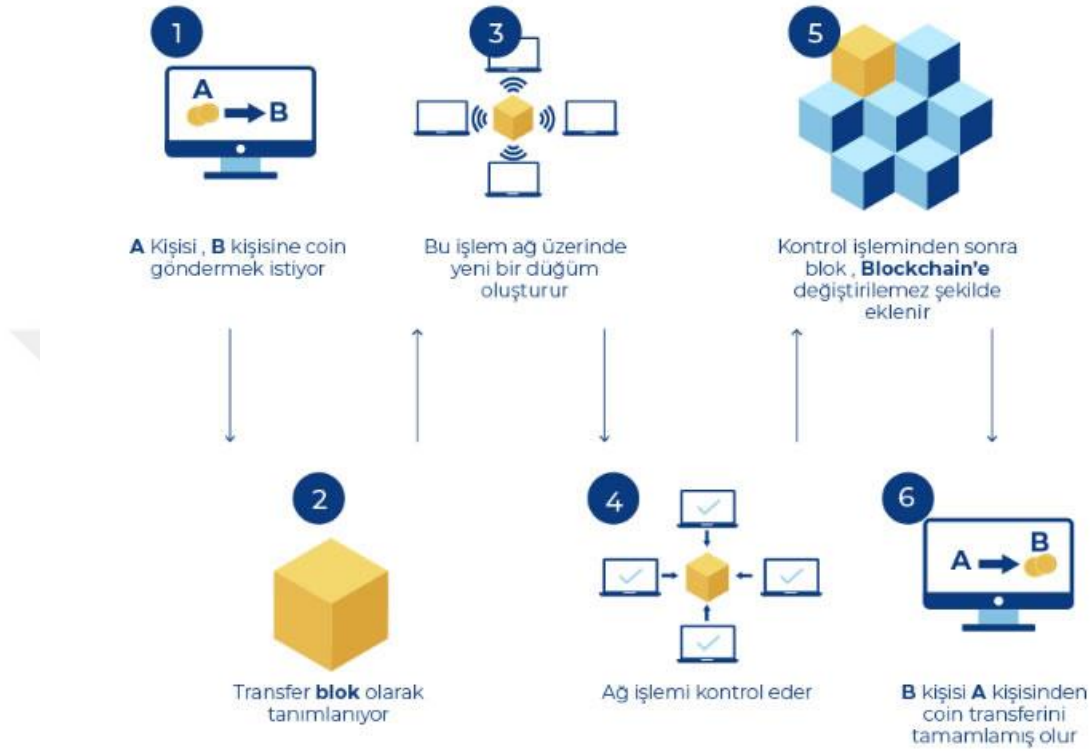 1
A
B
A Kişisi , B kişisine coin
göndermek istiyor
2
Transfer blok olarak
tanımlanıyor
3
Bu işlem ağ üzerinde
yeni bir düğüm
oluşturur
4
Ağ işlemi kontrol eder
5
Kontrol işleminden sonra
blok , Blockchain’e
değiştirilemez şekilde
eklenir
6
A
B
B kişisi A kişisinden
coin transferini
tamamlamış olur